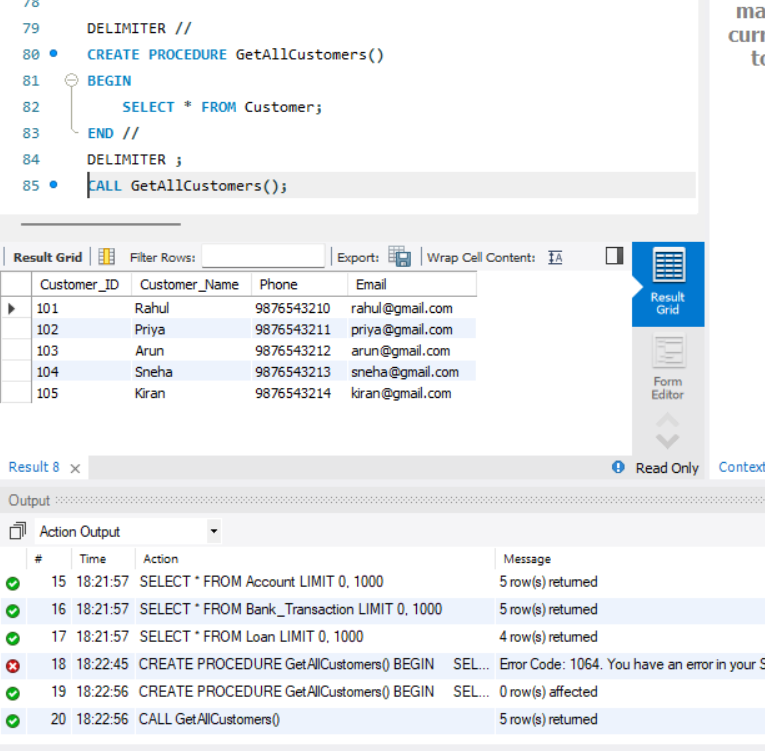 78
79 DELIMITER //
80 CREATE PROCEDURE GetAllCustomers()
81 BEGIN
82 SELECT * FROM Customer;
83 END //
84 DELIMITER ;
85 CALL GetAllCustomers();
ma
curr
to
Result Grid Filter Rows: Export: Wrap Cell Content: IA
Customer_ID Customer_Name Phone Email
101 Rahul 9876543210 rahul@gmail.com
102 Priya 9876543211 priya@gmail.com
103 Arun 9876543212 arun@gmail.com
104 Sneha 9876543213 sneha@gmail.com
105 Kiran 9876543214 kiran@gmail.com
Result
Grid
Form
Editor
Result 8 Read Only Context
Output
Action Output
# Time Action Message
15 18:21:57 SELECT * FROM Account LIMIT 0, 1000 5 row(s) returned
16 18:21:57 SELECT * FROM Bank_Transaction LIMIT 0, 1000 5 row(s) returned
17 18:21:57 SELECT * FROM Loan LIMIT 0, 1000 4 row(s) returned
18 18:22:45 CREATE PROCEDURE GetAllCustomers() BEGIN SEL... Error Code: 1064. You have an error in your S
19 18:22:56 CREATE PROCEDURE GetAllCustomers() BEGIN SEL... 0 row(s) affected
20 18:22:56 CALL GetAllCustomers() 5 row(s) returned